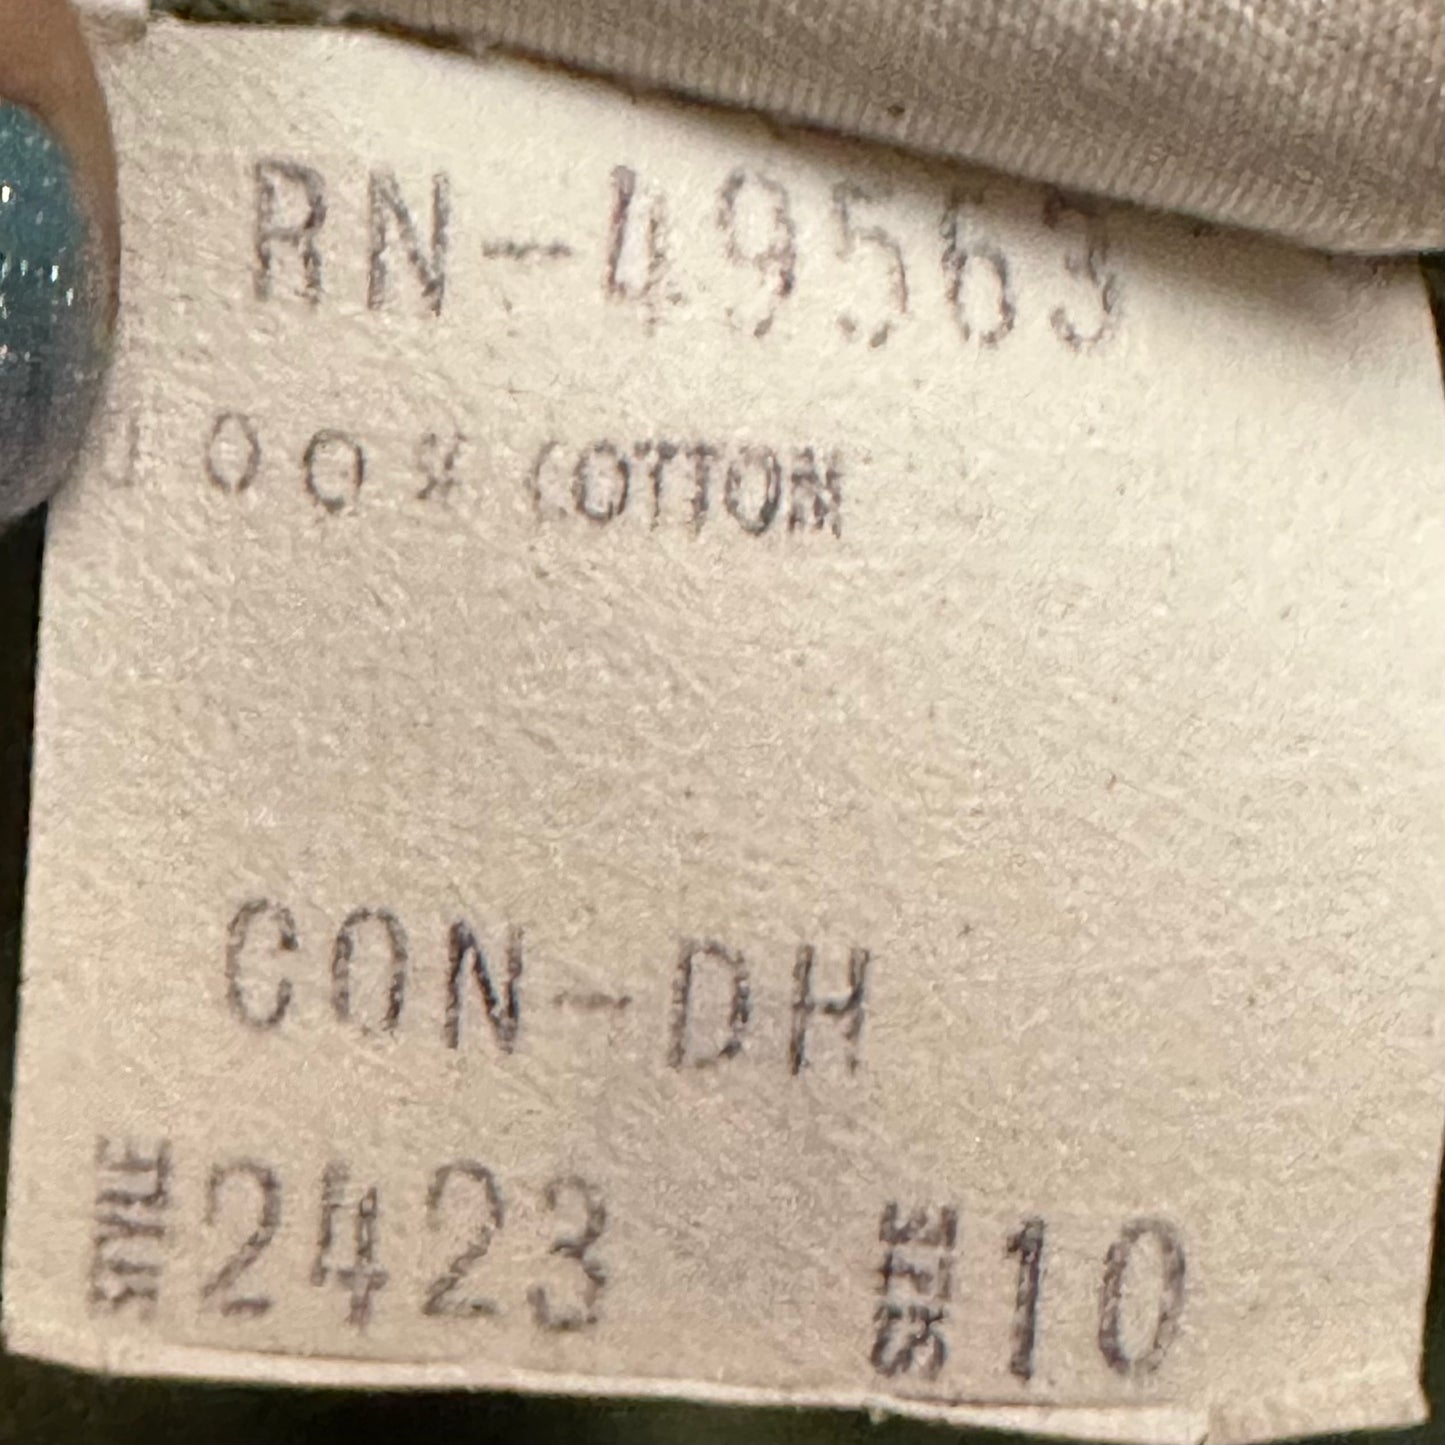 RN-49563
100% COTTON
CON-DH
STYLE 2423 SIZE 10